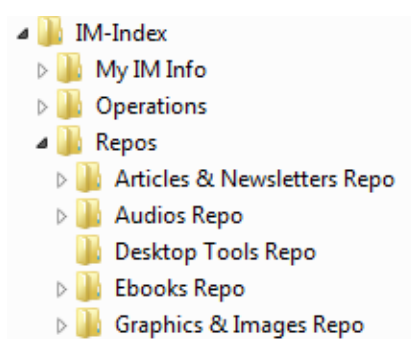 IM-Index
My IM Info
Operations
Repos
Articles & Newsletters Repo
Audios Repo
Desktop Tools Repo
Ebooks Repo
Graphics & Images Repo